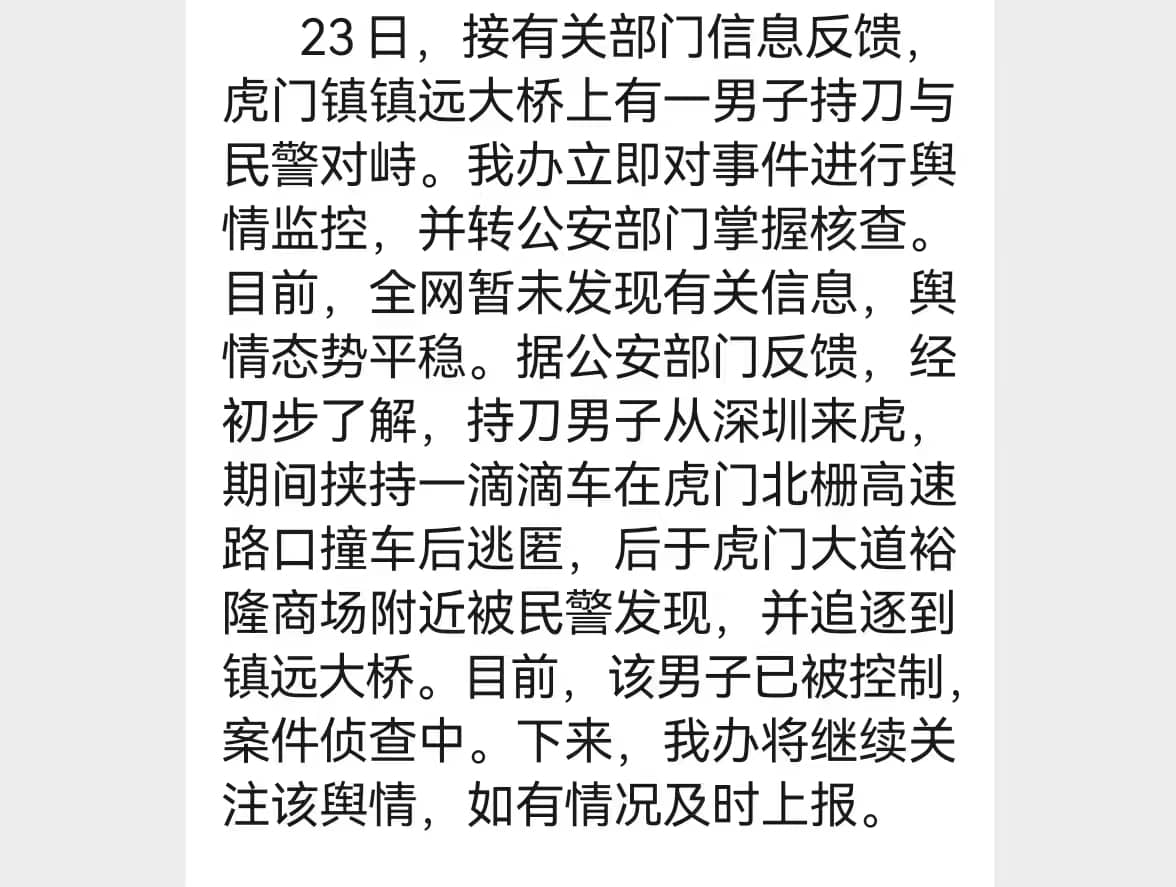 23日，接有关部门信息反馈，
虎门镇镇远大桥上有一男子持刀与
民警对峙。我办立即对事件进行舆
情监控，并转公安部门掌握核查。
目前，全网暂未发现有关信息，舆
情态势平稳。据公安部门反馈，经
初步了解，持刀男子从深圳来虎，
期间挟持一滴滴车在虎门北栅高速
路口撞车后逃匿，后于虎门大道裕
隆商场附近被民警发现，并追逐到
镇远大桥。目前，该男子已被控制，
案件侦查中。下来，我办将继续关
注该舆情，如有情况及时上报。